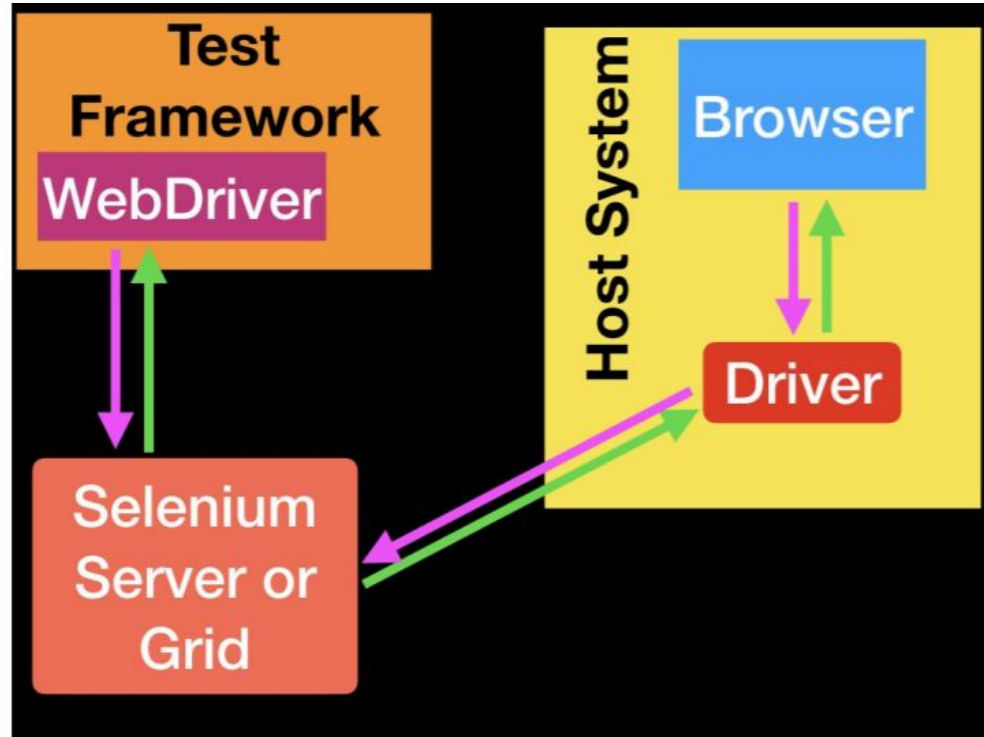 Test
Framework
WebDriver
Selenium
Server or
Grid
Host System
Browser
Driver